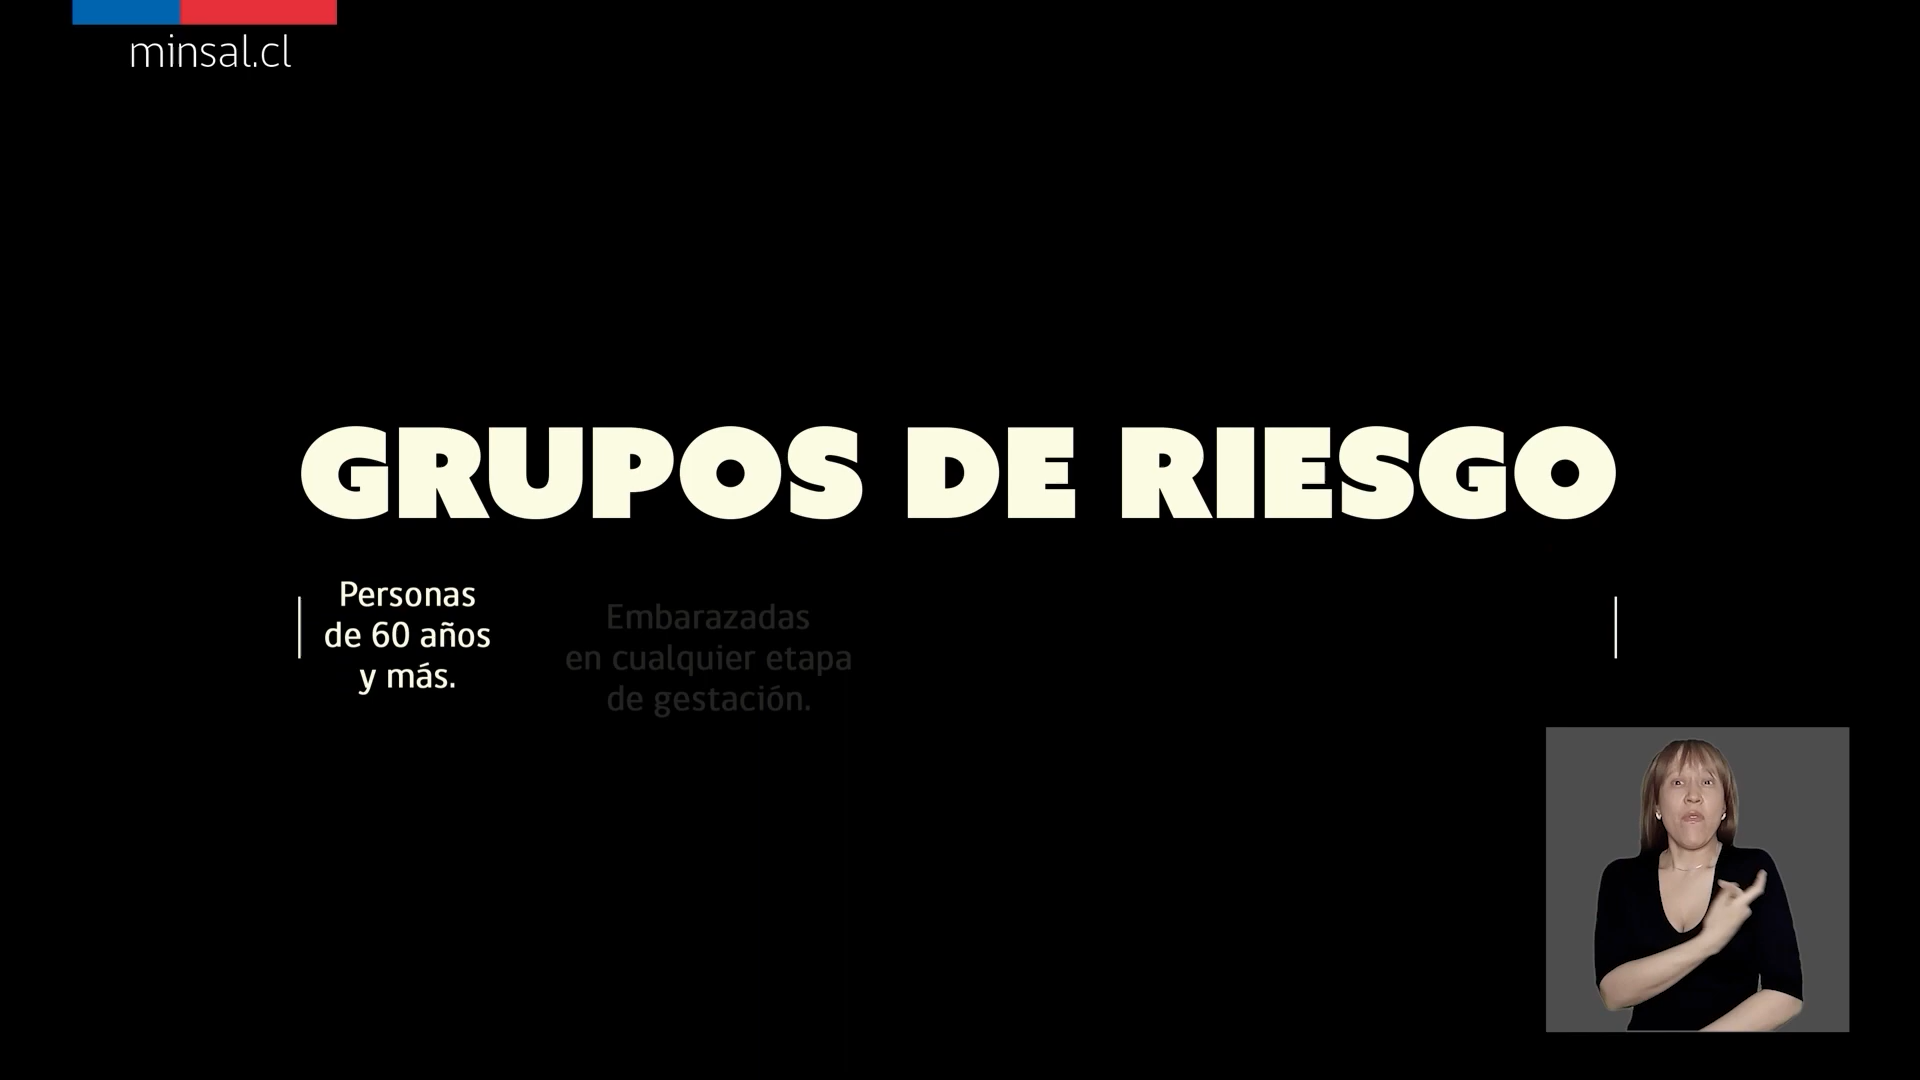 minsal.cl
GRUPOS DE RIESGO
Personas
de 60 años
y más.
Embarazadas
en cualquier etapa
de gestación.